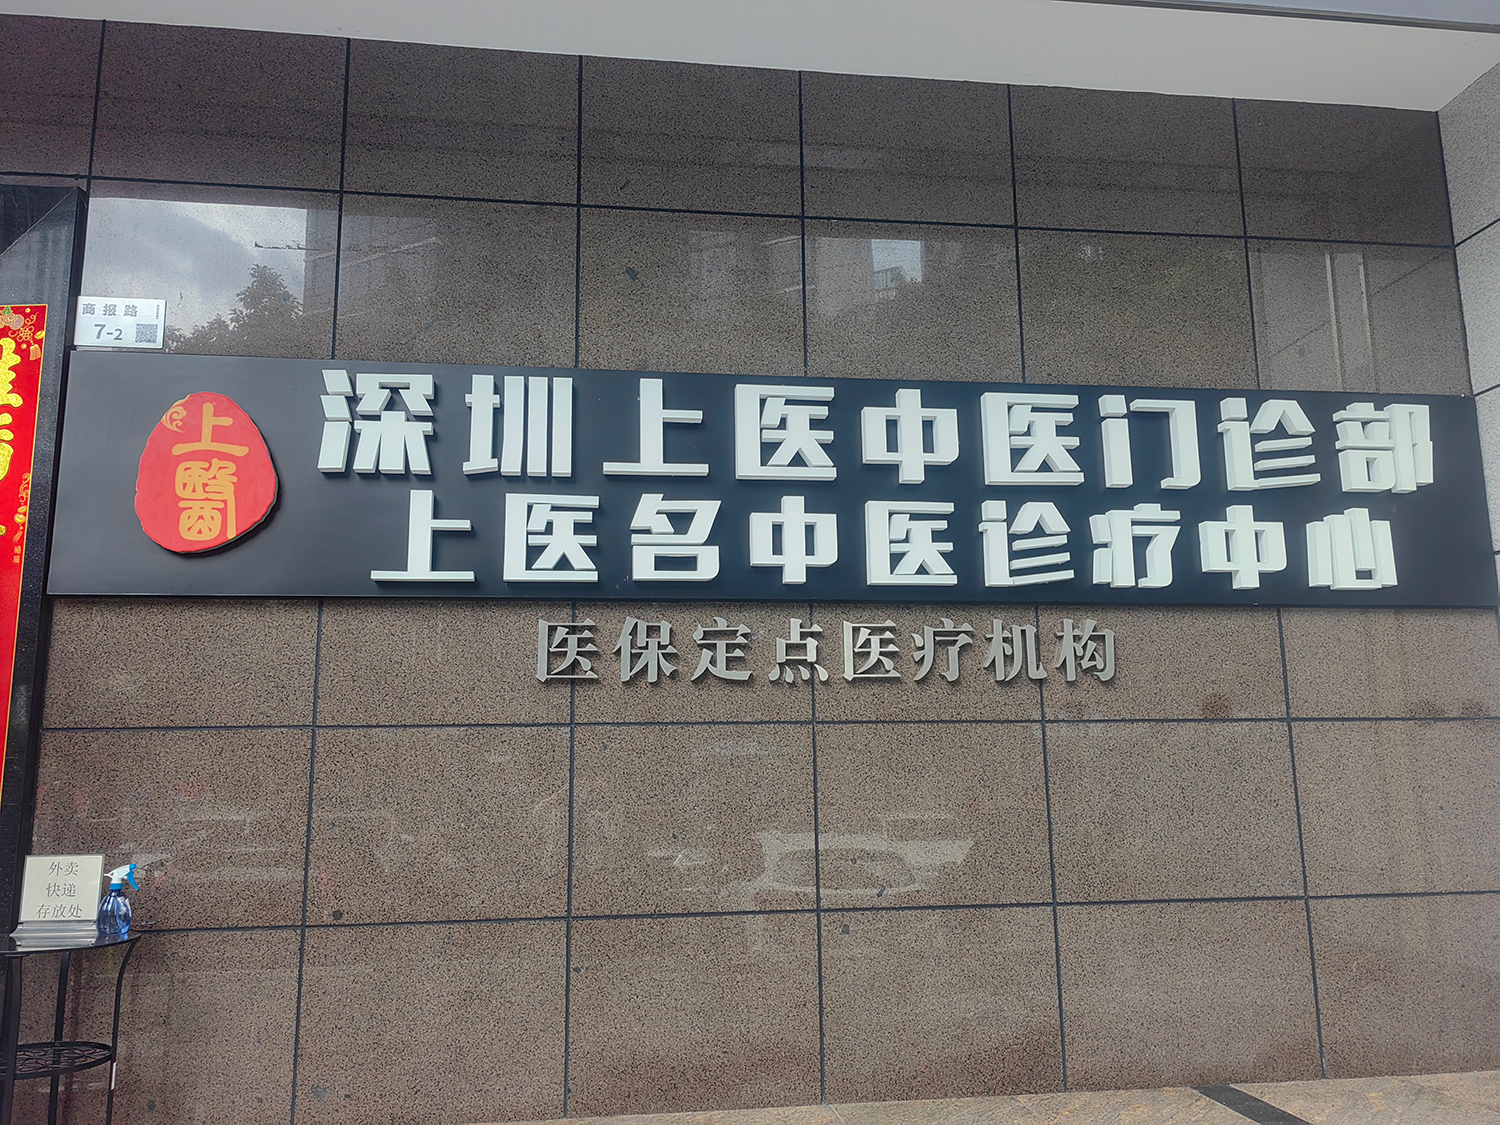 商报路
7-2
上醫
深圳上医中医门诊部
上医名中医诊疗中心
医保定点医疗机构
外卖
快递
存放处